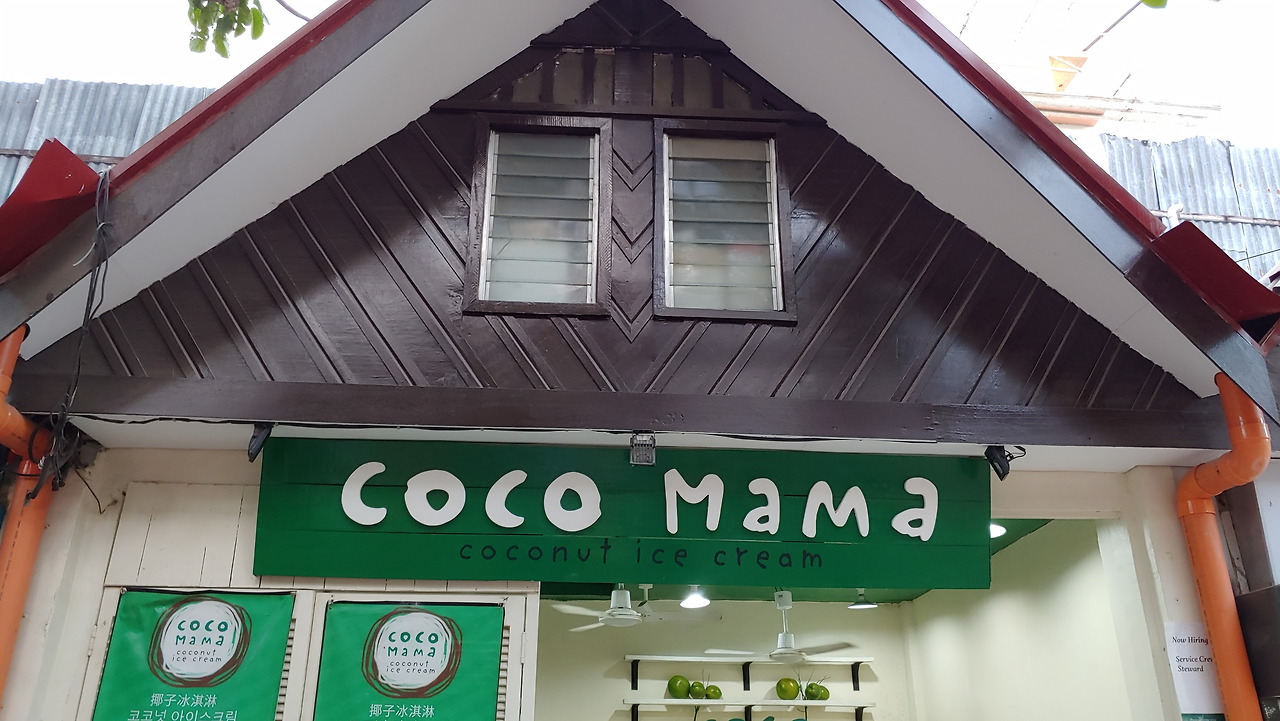 COCO MAMA
coconut ice cream
COCO
MAMA
coconut
ice cream
椰子冰淇淋
코코넛 아이스크림
COCO
MAMA
coconut
ice cream
椰子冰淇淋
Now Hiring
Service Crew
Steward
COCO